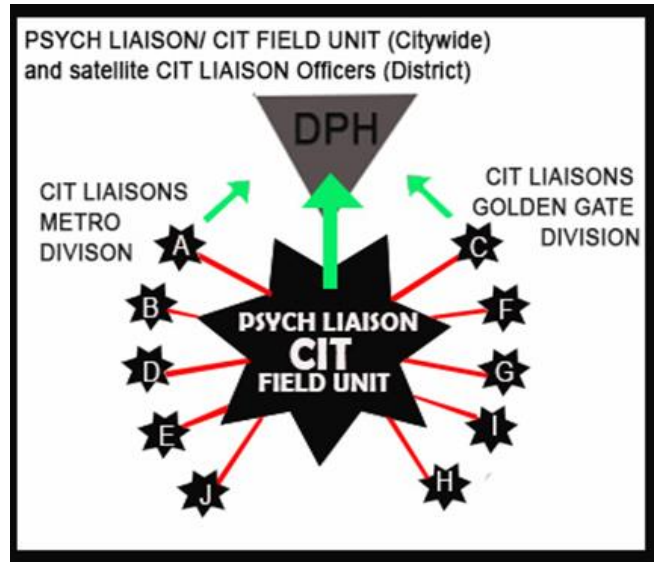 PSYCH LIAISON/ CIT FIELD UNIT (Citywide)
and satellite CIT LIAISON Officers (District)
DPH
CIT LIAISONS
METRO
DIVISON
CIT LIAISONS
GOLDEN GATE
DIVISION
A
B
D
E
J
PSYCH LIAISON
CIT
FIELD UNIT
C
F
G
I
H